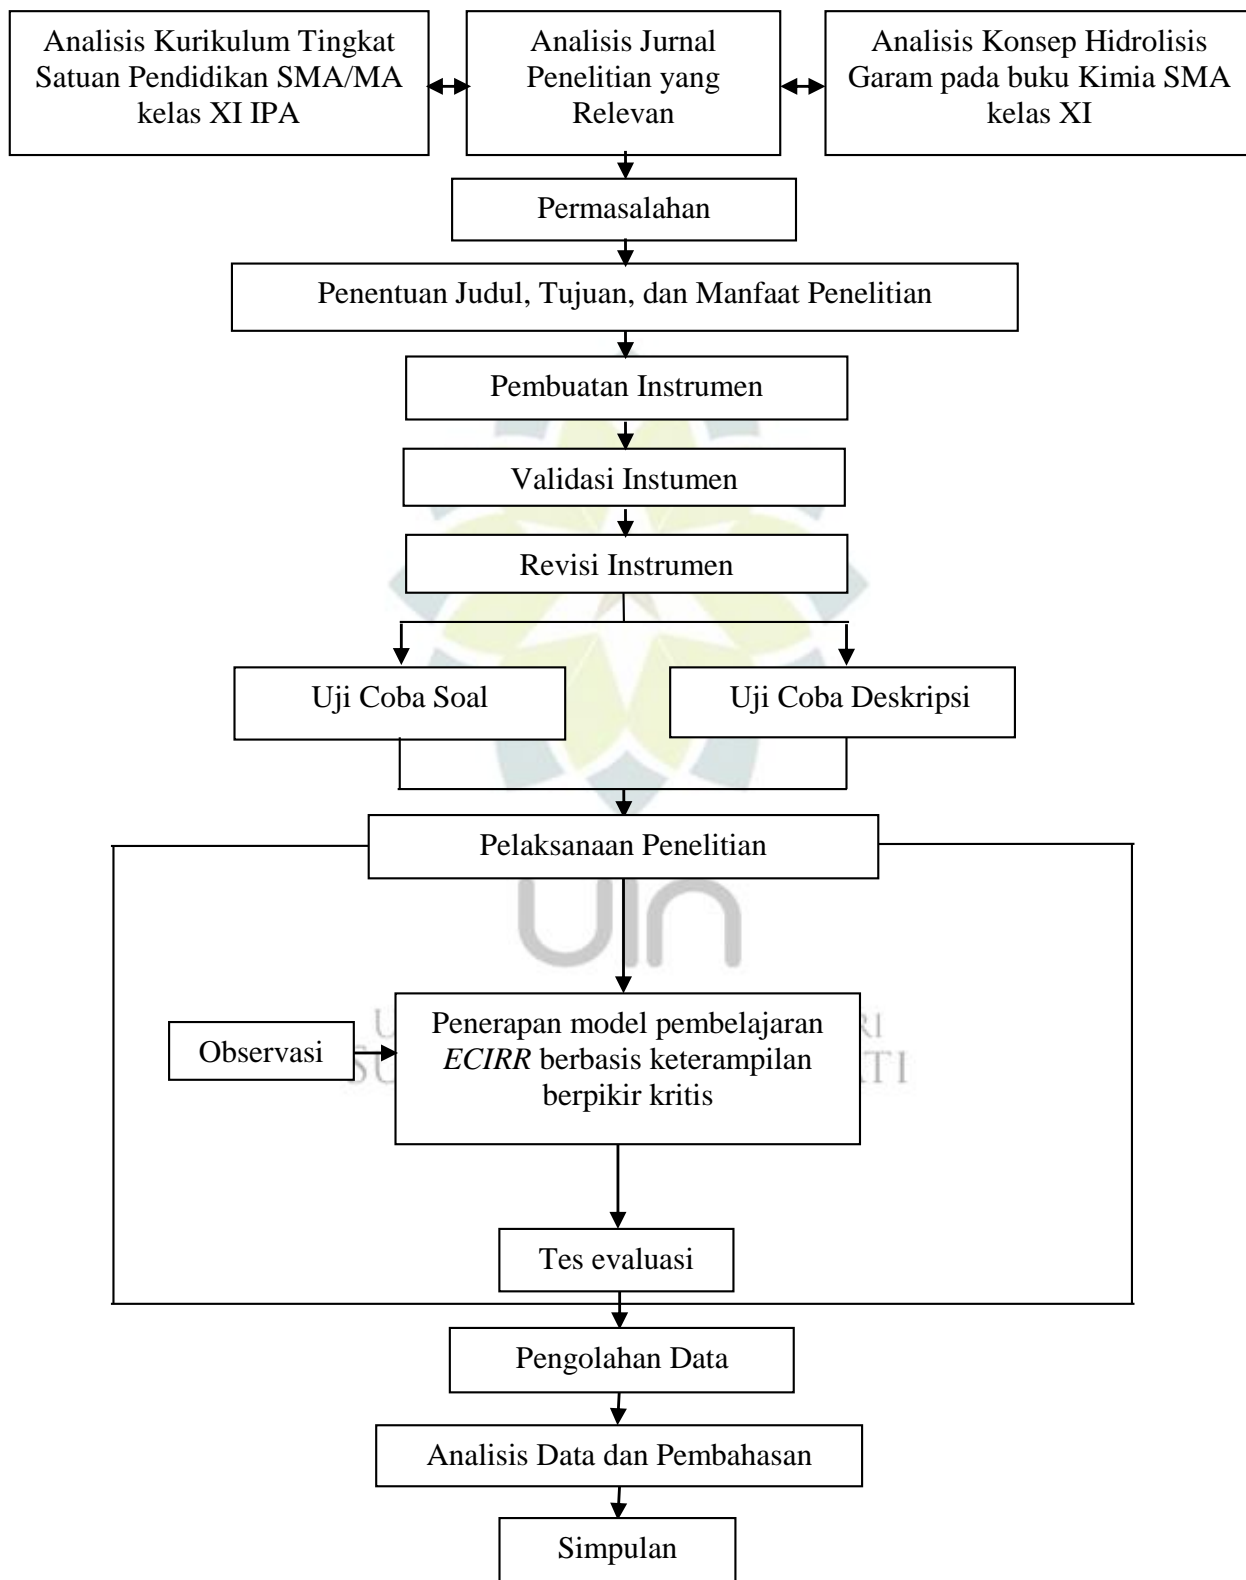 Analisis Kurikulum Tingkat
Satuan Pendidikan SMA/MA
kelas XI IPA
Analisis Jurnal
Penelitian yang
Relevan
Analisis Konsep Hidrolisis
Garam pada buku Kimia SMA
kelas XI
Permasalahan
Penentuan Judul, Tujuan, dan Manfaat Penelitian
Pembuatan Instrumen
Validasi Instumen
Revisi Instrumen
Uji Coba Soal
Uji Coba Deskripsi
Pelaksanaan Penelitian
uin
Observasi
Penerapan model pembelajaran
ECIRR berbasis keterampilan
berpikir kritis
Tes evaluasi
Pengolahan Data
Analisis Data dan Pembahasan
Simpulan